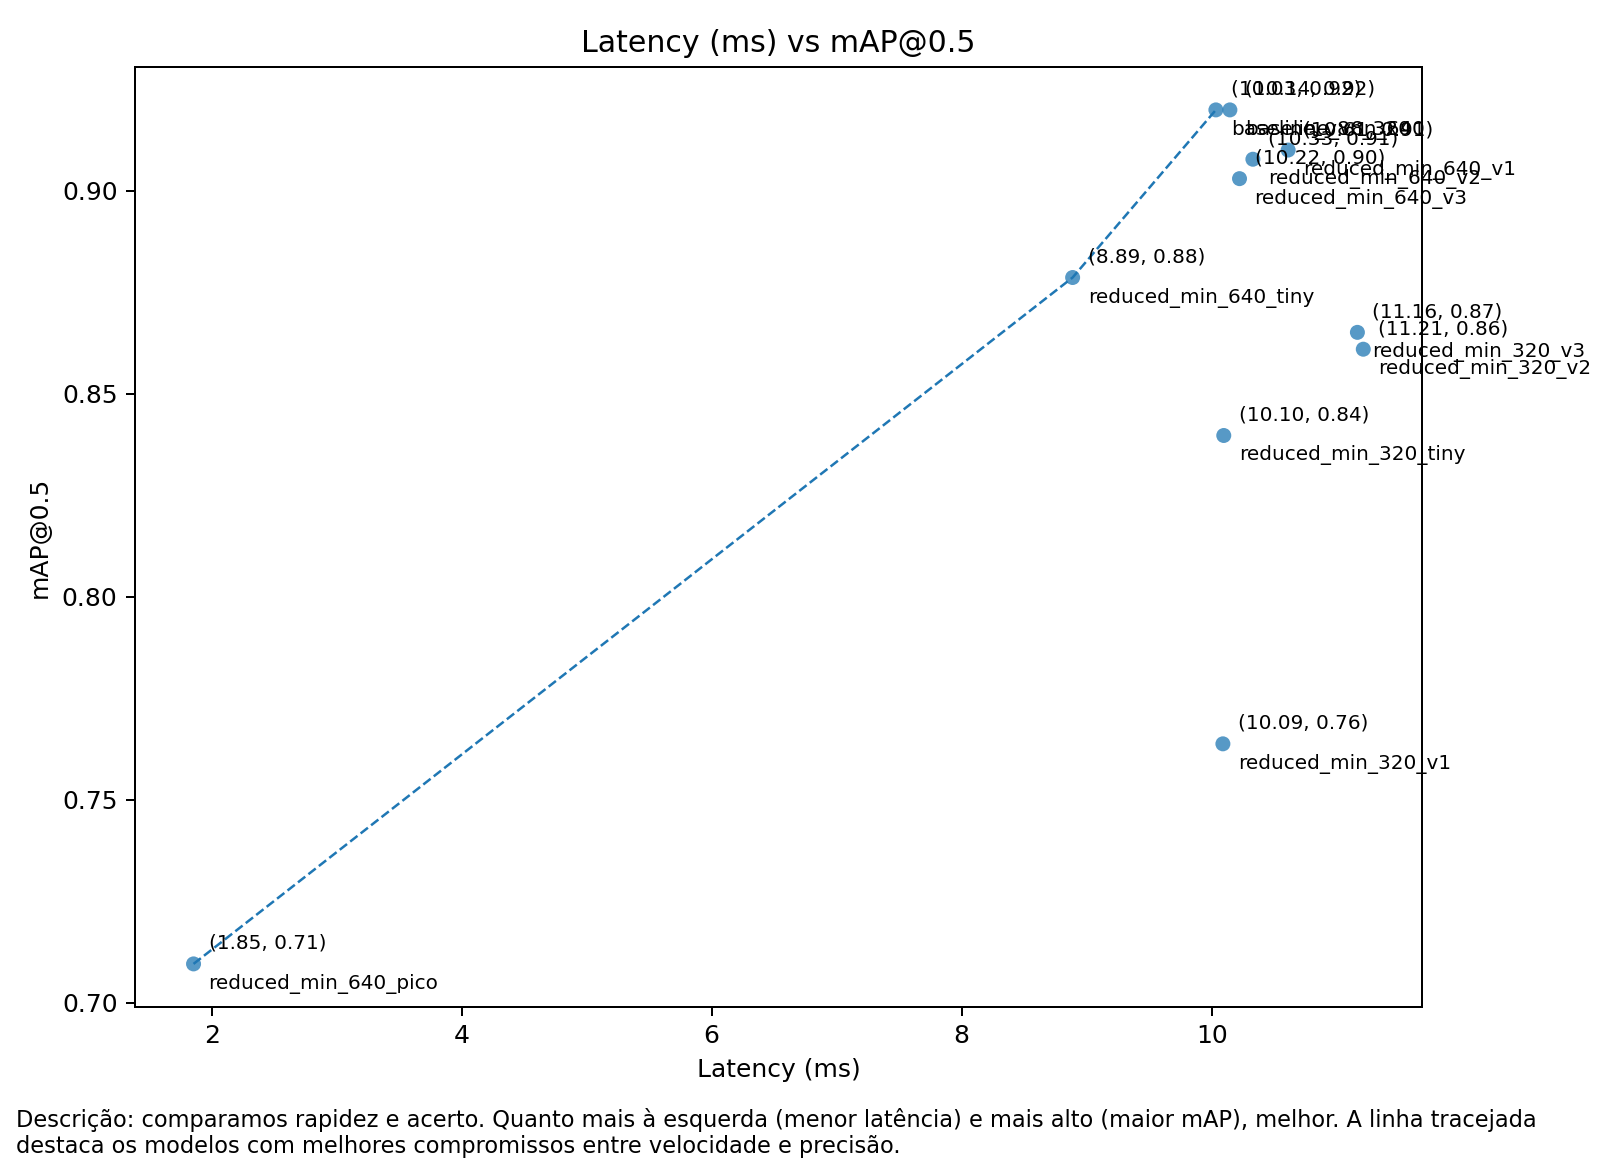 Latency (ms) vs mAP@0.5
(10.22, 0.90)
reduced_min_640_v1
reduced_min_640_v2
reduced_min_640_v3
0.90
(8.89, 0.88)
reduced_min_640_tiny
(11.16, 0.87)
(11.21, 0.86)
reduced_min_320_v3
reduced_min_320_v2
0.85
(10.10, 0.84)
reduced_min_320_tiny
mAP@0.5
0.80
(10.09, 0.76)
reduced_min_320_v1
0.75
(1.85, 0.71)
reduced_min_640_pico
0.70
2 4 6 8 10
Latency (ms)
Descrição: comparamos rapidez e acerto. Quanto mais à esquerda (menor latência) e mais alto (maior mAP), melhor. A linha tracejada
destaca os modelos com melhores compromissos entre velocidade e precisão.